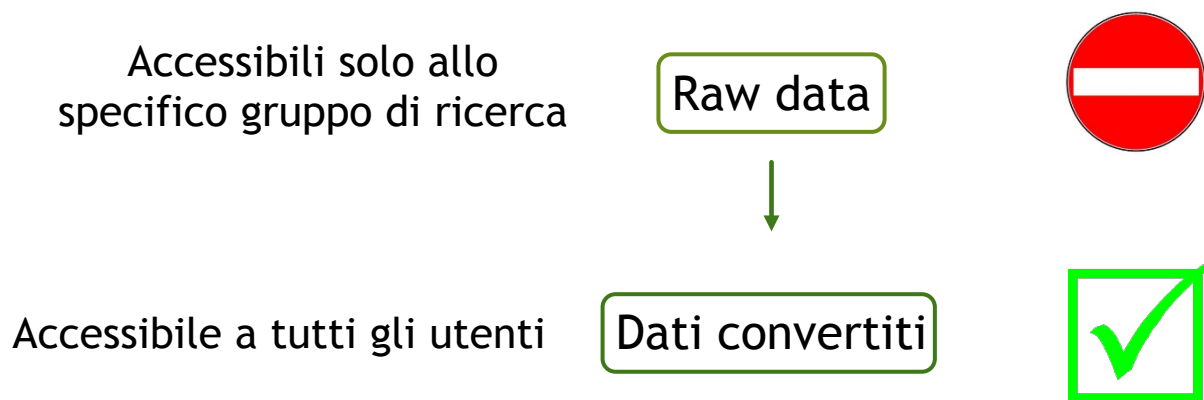 Accessibili solo allo
specifico gruppo di ricerca
Raw data
Accessibile a tutti gli utenti
Dati convertiti